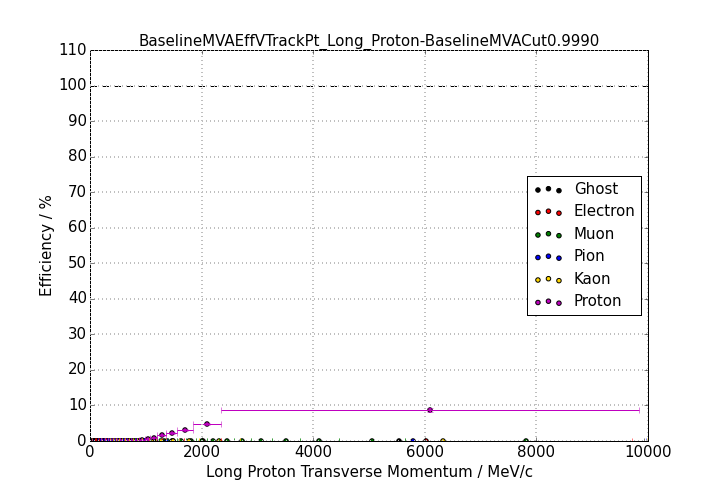 BaselineMVAEffVTrackPt_Long_Proton-BaselineMVACut0.9990
110
100
90
80
70
60
50
40
30
20
10
0
Efficiency / %
Ghost
Electron
Muon
Pion
Kaon
Proton
0 2000 4000 6000 8000 10000
Long Proton Transverse Momentum / MeV/c